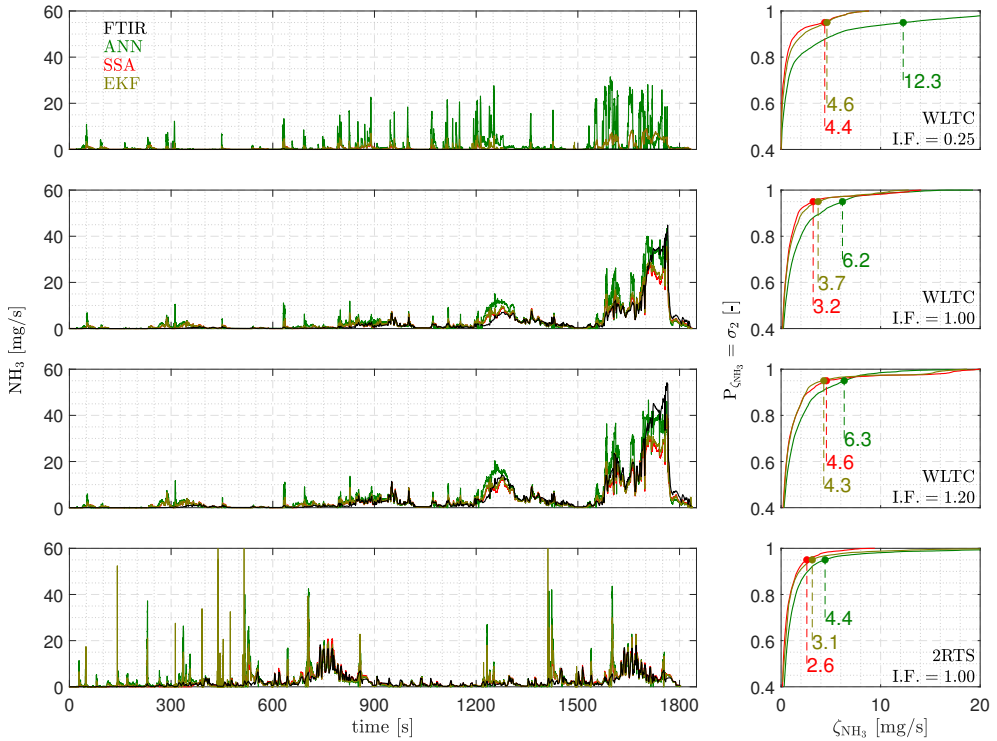 60
40
20
0
FTIR
ANN
SSA
EKF
1
0.8
0.6
0.4
12.3
4.6
4.4
WLTC
I.F. = 0.25
60
40
20
0
1
0.8
0.6
0.4
6.2
3.7
3.2
WLTC
I.F. = 1.00
NH₃ [mg/s]
P_{ζ_{NH₃}} = σ₂ [-]
60
40
20
0
1
0.8
0.6
0.4
6.3
4.6
4.3
WLTC
I.F. = 1.20
60
40
20
0
0 300 600 900 1200 1500 1800
time [s]
1
0.8
0.6
0.4
4.4
3.1
2.6
2RTS
I.F. = 1.00
0 10 20
ζ_{NH₃} [mg/s]